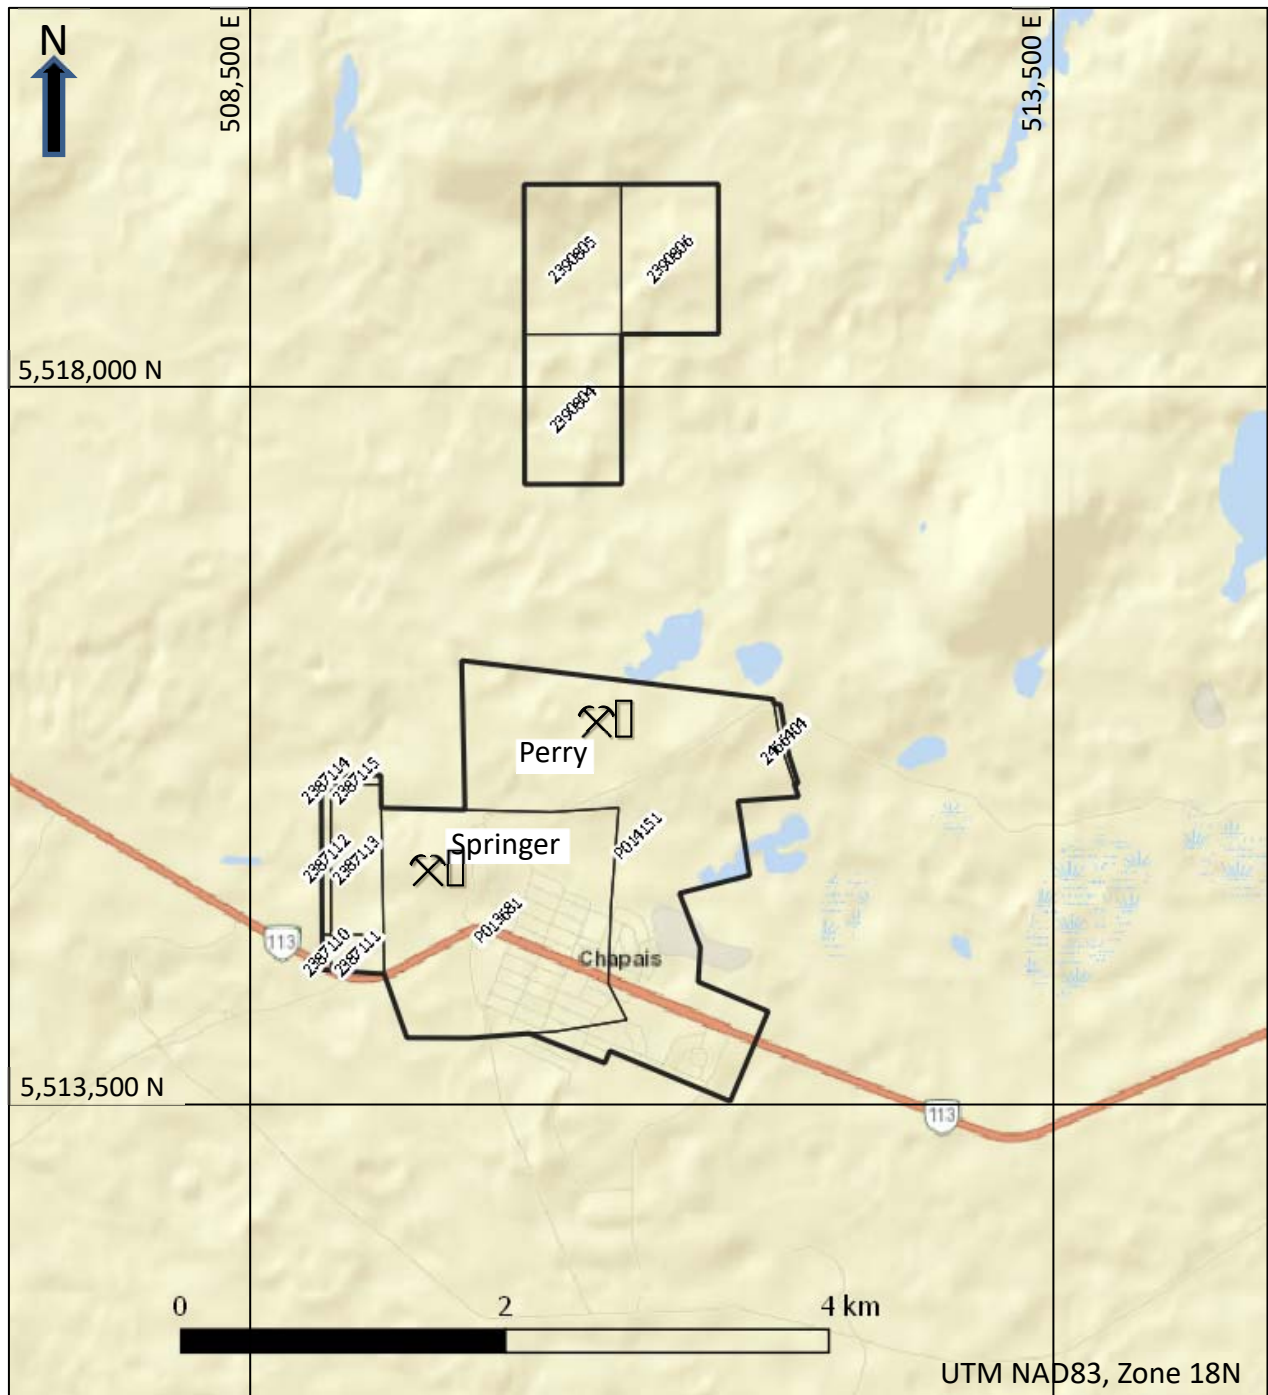 N
508,500 E
513,500 E
2390805
2390806
5,518,000 N
2390804
Perry
2466404
2387114
2387115
Springer
P014151
2387112
2387113
P013681
113
2387110
2387111
Chapais
5,513,500 N
113
0 2 4 km
UTM NAD83, Zone 18N